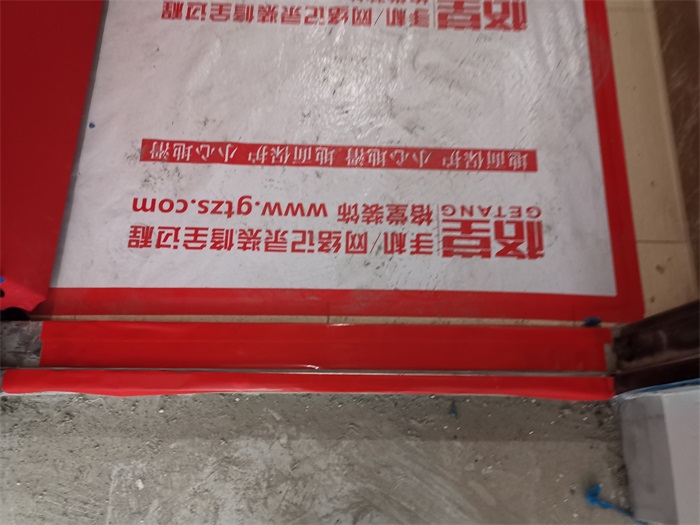 格堂 手机/网络记录装修全过程
GETANG 格堂装饰 www.gtzs.com
地面保护 小心地滑 地面保护 小心地滑
格堂 手机/网络记录装修全过程